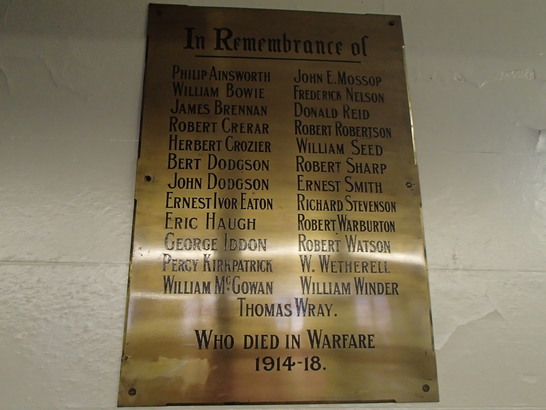 In Remembrance of
PHILIP AINSWORTH JOHN E. MOSSOP
WILLIAM BOWIE FREDERICK NELSON
JAMES BRENNAN DONALD REID
ROBERT CRERAR ROBERT ROBERTSON
HERBERT CROZIER WILLIAM SEED
BERT DODGSON ROBERT SHARP
JOHN DODGSON ERNEST SMITH
ERNEST IVOR EATON RICHARD STEVENSON
ERIC HAUGH ROBERT WARBURTON
GEORGE IDDON ROBERT WATSON
PERCY KIRKPATRICK W. WETHERELL
WILLIAM McGOWAN WILLIAM WINDER
THOMAS WRAY.
WHO DIED IN WARFARE
1914-18.